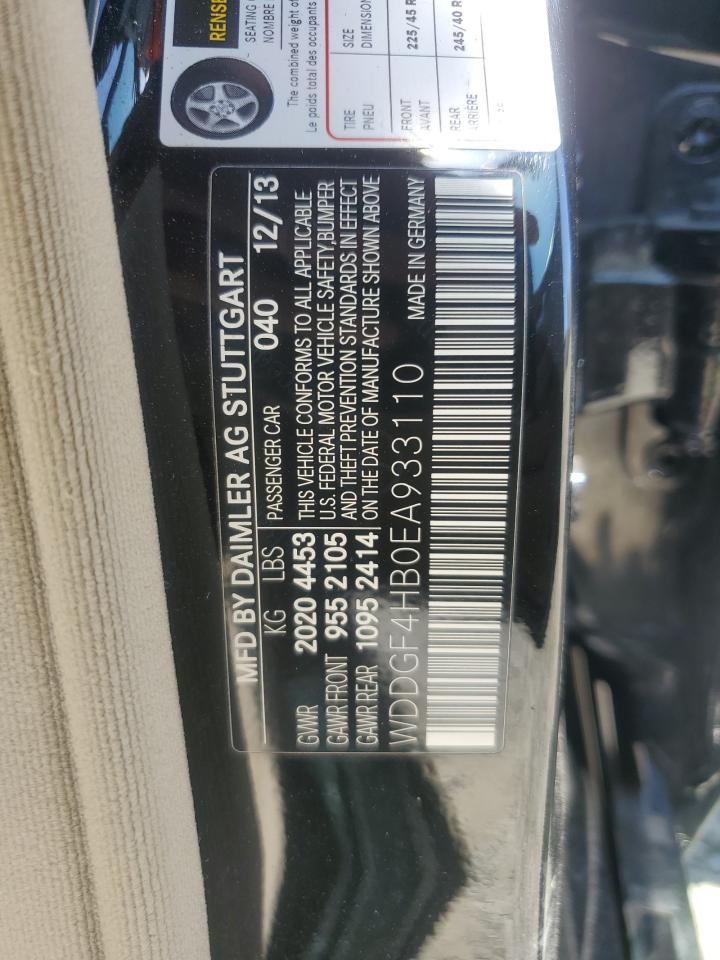 MFD BY DAIMLER AG STUTTGART
KG LBS PASSENGER CAR 040 12/13
GVWR 2020 4453 THIS VEHICLE CONFORMS TO ALL APPLICABLE
GAWR FRONT 955 2105 U.S. FEDERAL MOTOR VEHICLE SAFETY,BUMPER
GAWR REAR 1095 2414 AND THEFT PREVENTION STANDARDS IN EFFECT
ON THE DATE OF MANUFACTURE SHOWN ABOVE
WDDGF4HB0EA933110 MADE IN GERMANY
RENSE
SEATING
NOMBRE
The combined weight of
Le poids total des occupants
TIRE SIZE
PNEU DIMENSION
FRONT 225/45 R
AVANT
REAR 245/40 R
ARRIÈRE